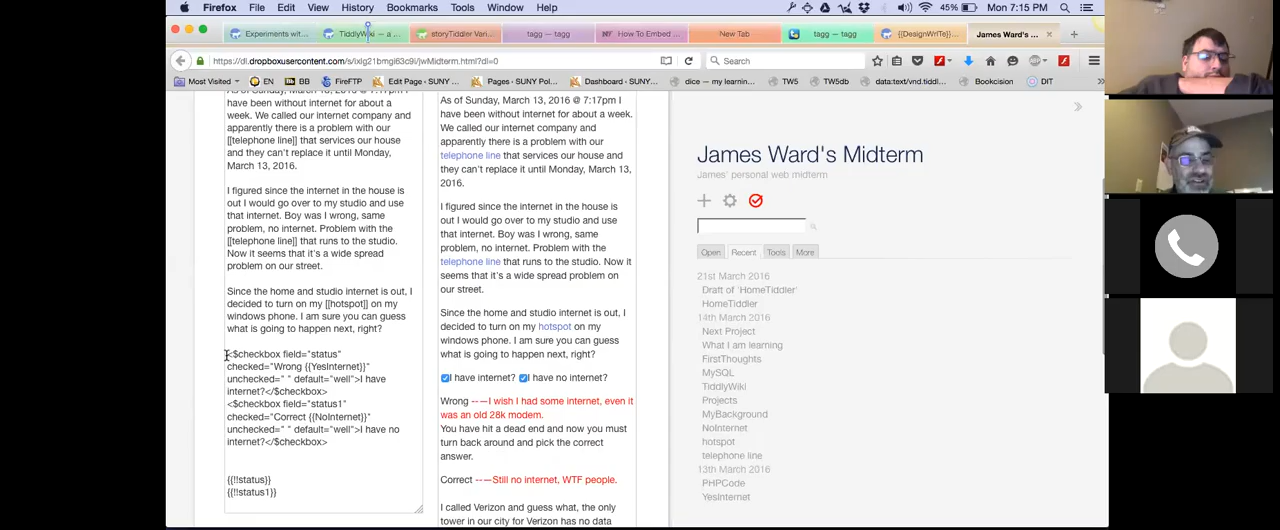 Firefox File Edit View History Bookmarks Tools Window Help
45% Mon 7:15 PM
Experiments wit...
TiddlyWiki — a ...
storyTiddler Vari...
tagg — tagg
How To Embed ...
New Tab
tagg — tagg
{{DesignWriTe}}...
James Ward's ...
https://dl.dropboxusercontent.com/s/ixlg21bmgi63c9i/jwMidterm.html?dl=0
Search
Most Visited
EN
BB
FireFTP
Edit Page - SUNY ...
Pages - SUNY Pol...
Dashboard - SUNY ...
dice — my learnin...
TW5
TW5db
data:text/vnd.tiddl...
Bookcision
DIT
As of Sunday, March 13, 2016 @ 7:17pm I
have been without internet for about a
week. We called our internet company and
apparently there is a problem with our
[[telephone line]] that services our house
and they can't replace it until Monday,
March 13, 2016.
I figured since the internet in the house is
out I would go over to my studio and use
that internet. Boy was I wrong, same
problem, no internet. Problem with the
[[telephone line]] that runs to the studio.
Now it seems that it's a wide spread
problem on our street.
Since the home and studio internet is out, I
decided to turn on my [[hotspot]] on my
windows phone. I am sure you can guess
what is going to happen next, right?
<$checkbox field="status"
checked="Wrong {{YesInternet}}"
unchecked=" " default="well">I have
internet?</$checkbox>
<$checkbox field="status1"
checked="Correct {{NoInternet}}"
unchecked=" " default="well">I have no
internet?</$checkbox>
{{!!status}}
{{!!status1}}
As of Sunday, March 13, 2016 @ 7:17pm I
have been without internet for about a week.
We called our internet company and
apparently there is a problem with our
telephone line that services our house and
they can't replace it until Monday, March 13,
2016.
I figured since the internet in the house is
out I would go over to my studio and use
that internet. Boy was I wrong, same
problem, no internet. Problem with the
telephone line that runs to the studio. Now it
seems that it's a wide spread problem on
our street.
Since the home and studio internet is out, I
decided to turn on my hotspot on my
windows phone. I am sure you can guess
what is going to happen next, right?
I have internet? I have no internet?
Wrong --—I wish I had some internet, even it
was an old 28k modem.
You have hit a dead end and now you must
turn back around and pick the correct
answer.
Correct --—Still no internet, WTF people.
I called Verizon and guess what, the only
tower in our city for Verizon has no data
James Ward's Midterm
James' personal web midterm
Open Recent Tools More
21st March 2016
Draft of 'HomeTiddler'
HomeTiddler
14th March 2016
Next Project
What I am learning
FirstThoughts
MySQL
TiddlyWiki
Projects
MyBackground
NoInternet
hotspot
telephone line
13th March 2016
PHPCode
YesInternet